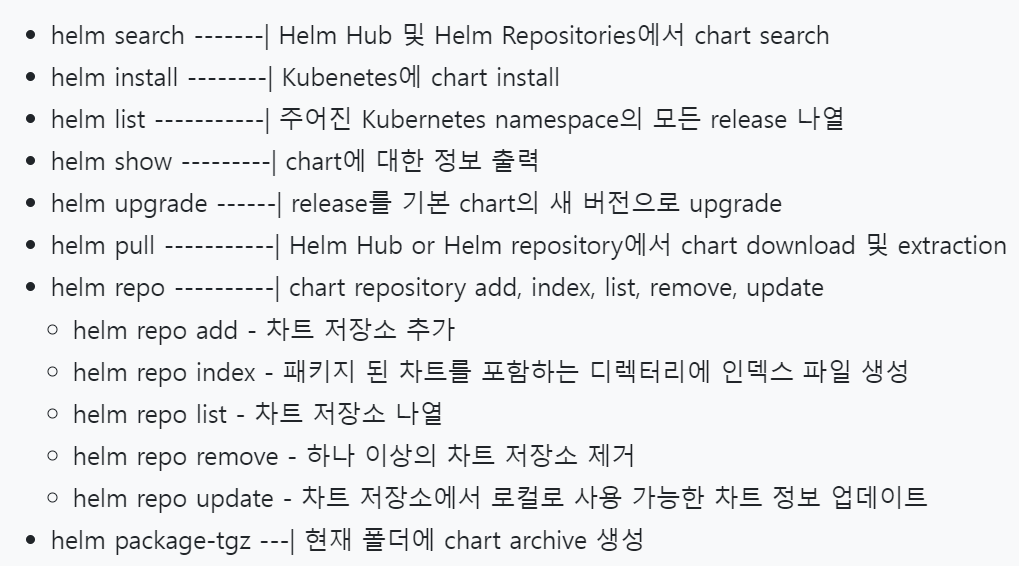 • helm search -------| Helm Hub 및 Helm Repositories에서 chart search
• helm install --------| Kubenetes에 chart install
• helm list -----------| 주어진 Kubernetes namespace의 모든 release 나열
• helm show ---------| chart에 대한 정보 출력
• helm upgrade ------| release를 기본 chart의 새 버전으로 upgrade
• helm pull -----------| Helm Hub or Helm repository에서 chart download 및 extraction
• helm repo ----------| chart repository add, index, list, remove, update
◦ helm repo add - 차트 저장소 추가
◦ helm repo index - 패키지 된 차트를 포함하는 디렉터리에 인덱스 파일 생성
◦ helm repo list - 차트 저장소 나열
◦ helm repo remove - 하나 이상의 차트 저장소 제거
◦ helm repo update - 차트 저장소에서 로컬로 사용 가능한 차트 정보 업데이트
• helm package-tgz ---| 현재 폴더에 chart archive 생성